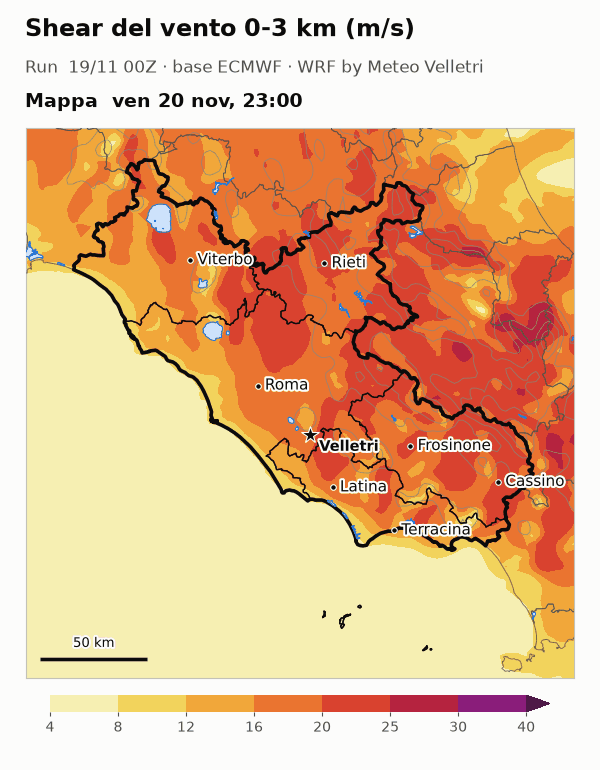 Shear del vento 0-3 km (m/s)
Run  19/11 00Z · base ECMWF · WRF by Meteo Velletri
Mappa  ven 20 nov, 23:00
Viterbo
Rieti
Roma
Velletri
Frosinone
Latina
Cassino
Terracina
50 km
4 8 12 16 20 25 30 40